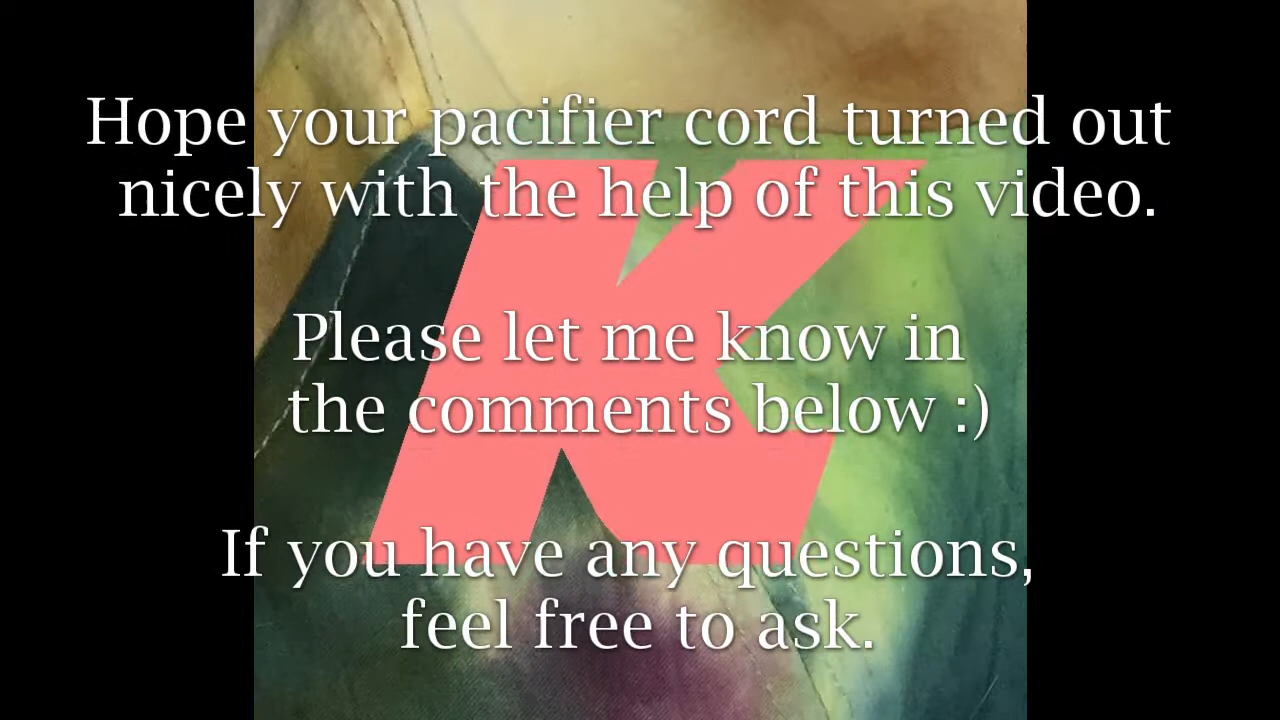 Hope your pacifier cord turned out
nicely with the help of this video.
Please let me know in
the comments below :)
If you have any questions,
feel free to ask.
K